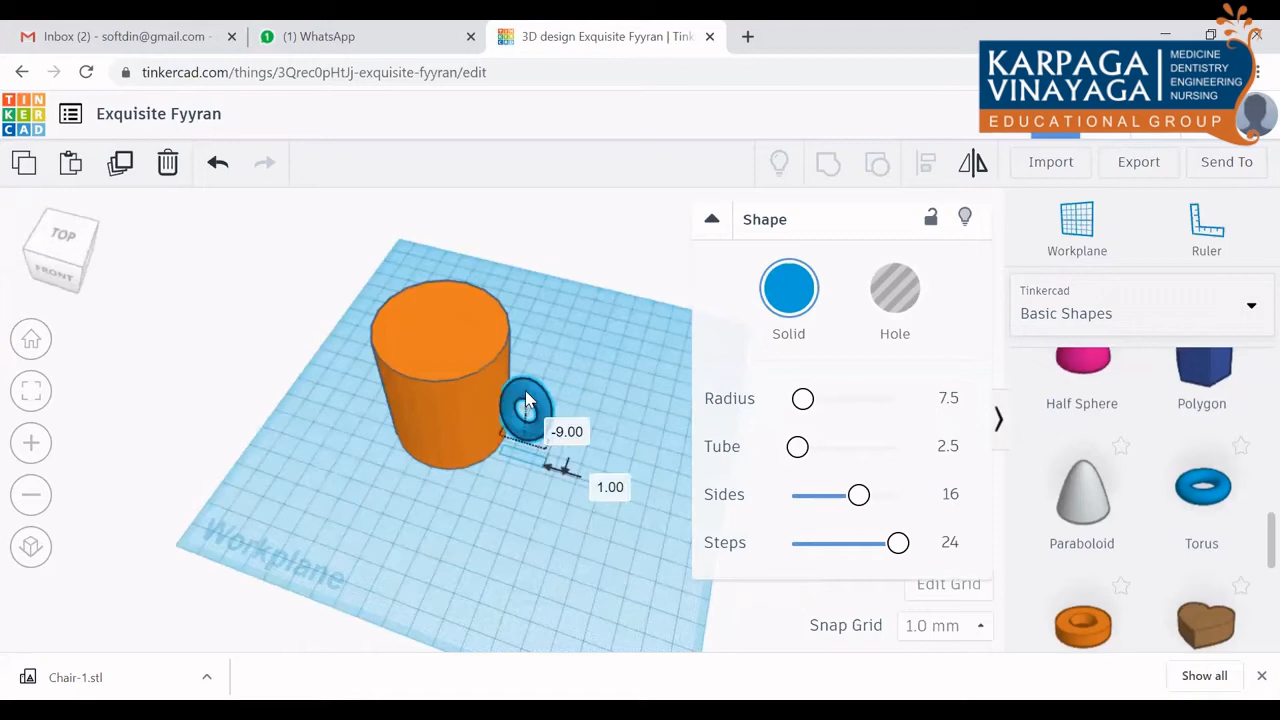 Inbox (2) - softdin@gmail.com -
(1) WhatsApp
3D design Exquisite Fyyran | Tink
KARPAGA VINAYAGA
MEDICINE
DENTISTRY
ENGINEERING
NURSING
EDUCATIONAL GROUP
tinkercad.com/things/3Qrec0pHtJj-exquisite-fyyran/edit
TIN
KER
CAD
Exquisite Fyyran
Import
Export
Send To
TOP
FRONT
Shape
Solid
Hole
Radius 7.5
Tube 2.5
Sides 16
Steps 24
-9.00
1.00
Workplane
Workplane
Ruler
Tinkercad
Basic Shapes
Half Sphere
Polygon
Paraboloid
Torus
Edit Grid
Snap Grid 1.0 mm
Chair-1.stl
Show all